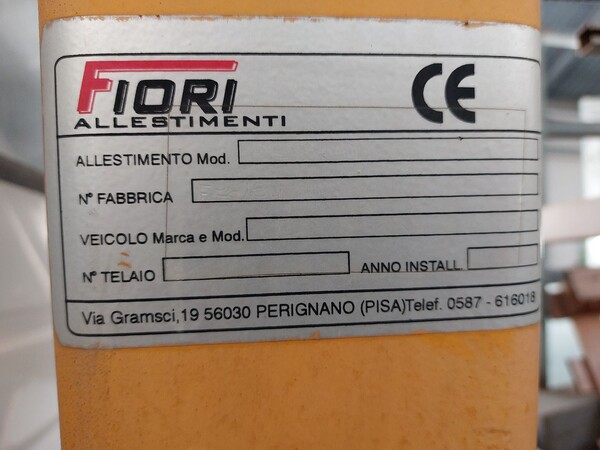 FIORI
ALLESTIMENTI
CE
ALLESTIMENTO Mod.
N° FABBRICA
VEICOLO Marca e Mod.
N° TELAIO ANNO INSTALL
Via Gramsci,19 56030 PERIGNANO (PISA)Telef. 0587 - 616018